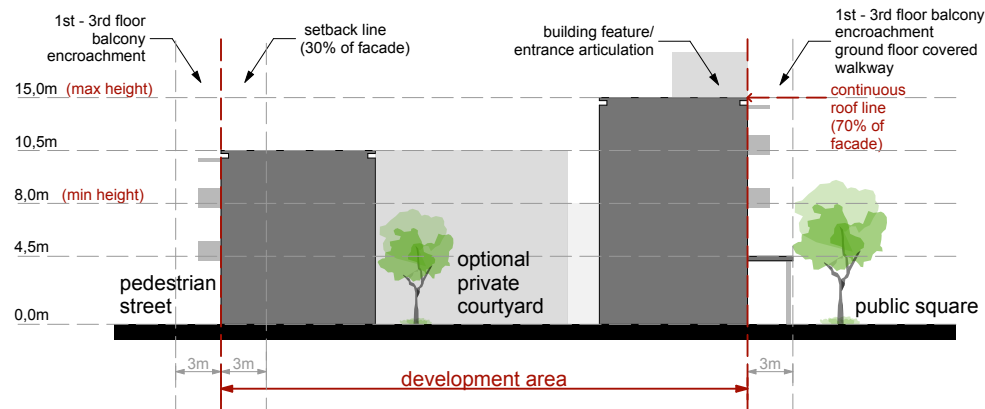 1st - 3rd floor
balcony
encroachment
setback line
(30% of facade)
building feature/
entrance articulation
1st - 3rd floor balcony
encroachment
ground floor covered
walkway
15,0m (max height)
continuous
roof line
(70% of
facade)
10,5m
8,0m (min height)
4,5m
optional
private
courtyard
pedestrian
street
public square
0,0m
3m 3m 3m
development area